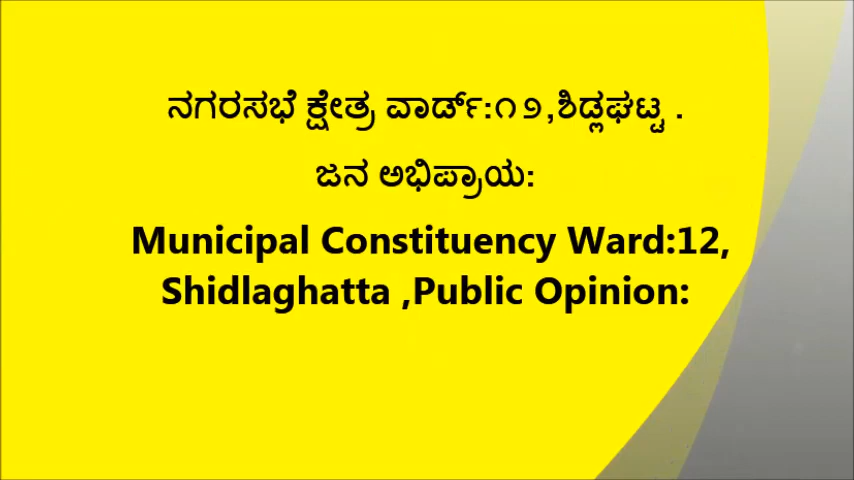 ನಗರಸಭೆ ಕ್ಷೇತ್ರ ವಾರ್ಡ್:೧೨,ಶಿಡ್ಲಘಟ್ಟ .
ಜನ ಅಭಿಪ್ರಾಯ:
Municipal Constituency Ward:12,
Shidlaghatta ,Public Opinion: